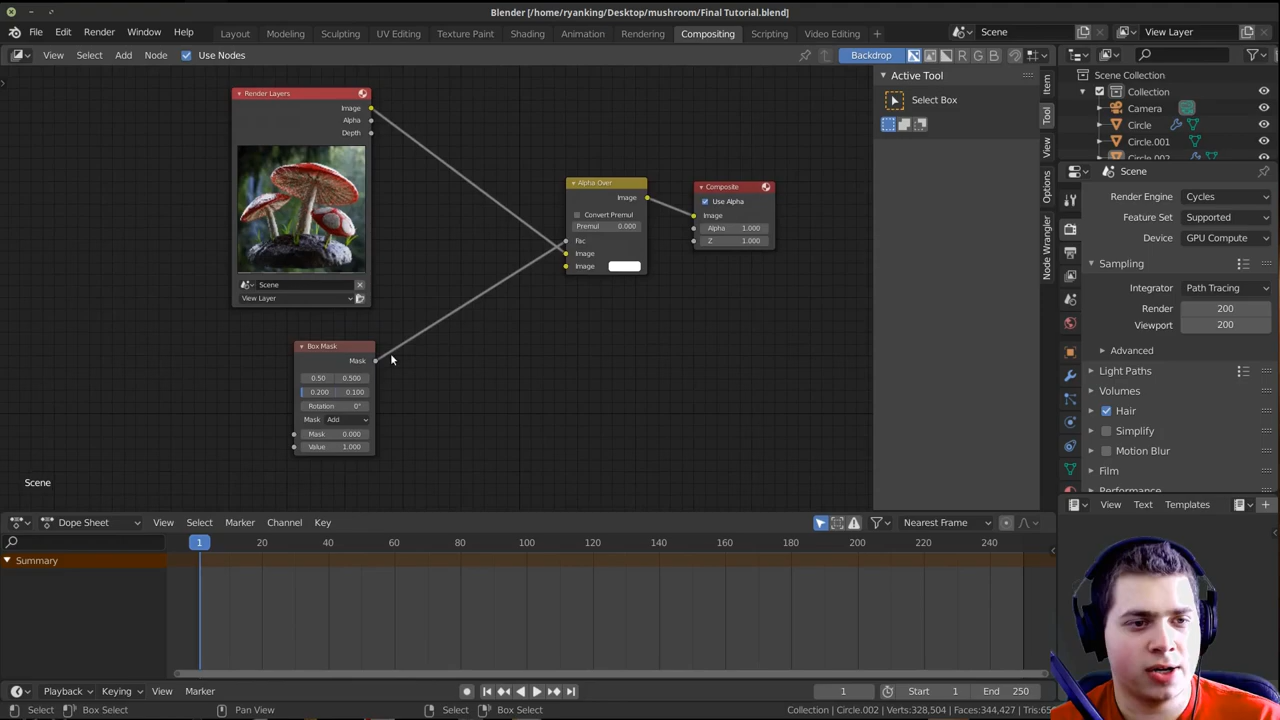 Blender [/home/ryanking/Desktop/mushroom/Final Tutorial.blend]
File Edit Render Window Help Layout Modeling Sculpting UV Editing Texture Paint Shading Animation Rendering Compositing Scripting Video Editing + Scene View Layer
View Select Add Node Use Nodes Backdrop R G B
Active Tool
Select Box
Item
Tool
View
Options
Node Wrangler
Scene Collection
Collection
Camera
Circle
Circle.001
Circle.002
Scene
Render Engine Cycles
Feature Set Supported
Device GPU Compute
Sampling
Integrator Path Tracing
Render 200
Viewport 200
Advanced
Light Paths
Volumes
Hair
Simplify
Motion Blur
Film
Performance
View Text Templates
Render Layers
Image
Alpha
Depth
Scene
View Layer
Alpha Over
Image
Convert Premul
Premul 0.000
Fac
Image
Image
Composite
Use Alpha
Image
Alpha 1.000
Z 1.000
Box Mask
Mask
0.50 0.500
0.200 0.100
Rotation 0°
Mask Add
Mask 0.000
Value 1.000
Scene
Dope Sheet View Select Marker Channel Key Nearest Frame
1 20 40 60 80 100 120 140 160 180 200 220 240
Summary
Playback Keying View Marker 1 Start 1 End 250
Select Box Select Pan View Select Box Select Collection | Circle.002 | Verts:328,504 | Faces:344,427 | Tris:65